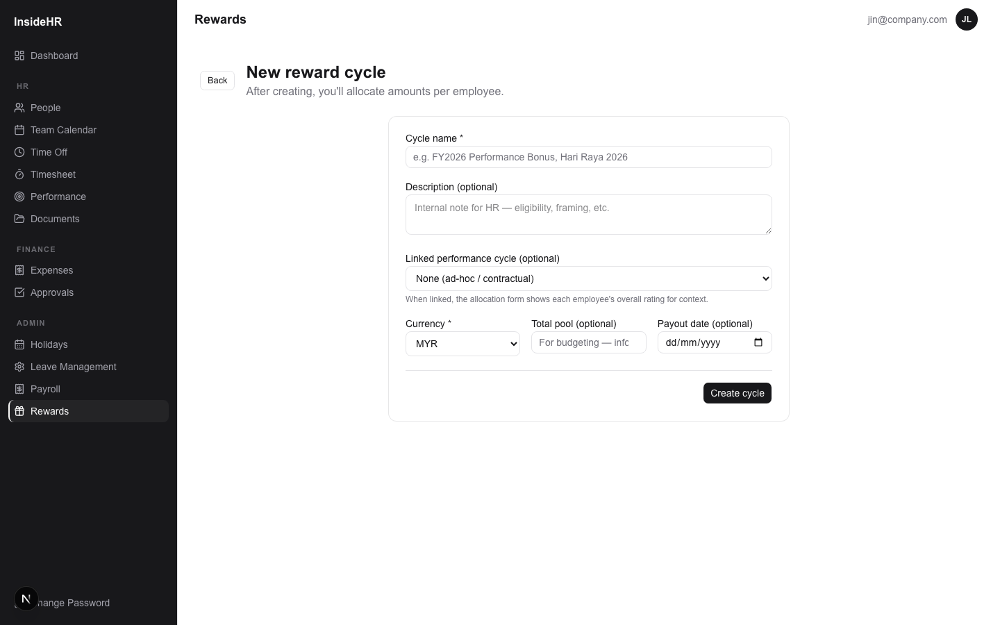 InsideHR
Dashboard
HR
People
Team Calendar
Time Off
Timesheet
Performance
Documents
FINANCE
Expenses
Approvals
ADMIN
Holidays
Leave Management
Payroll
Rewards
N
hange Password
Rewards
jin@company.com
JL
Back
New reward cycle
After creating, you'll allocate amounts per employee.
Cycle name *
e.g. FY2026 Performance Bonus, Hari Raya 2026
Description (optional)
Internal note for HR — eligibility, framing, etc.
Linked performance cycle (optional)
None (ad-hoc / contractual)
When linked, the allocation form shows each employee's overall rating for context.
Currency * Total pool (optional) Payout date (optional)
MYR For budgeting — info dd/mm/yyyy
Create cycle